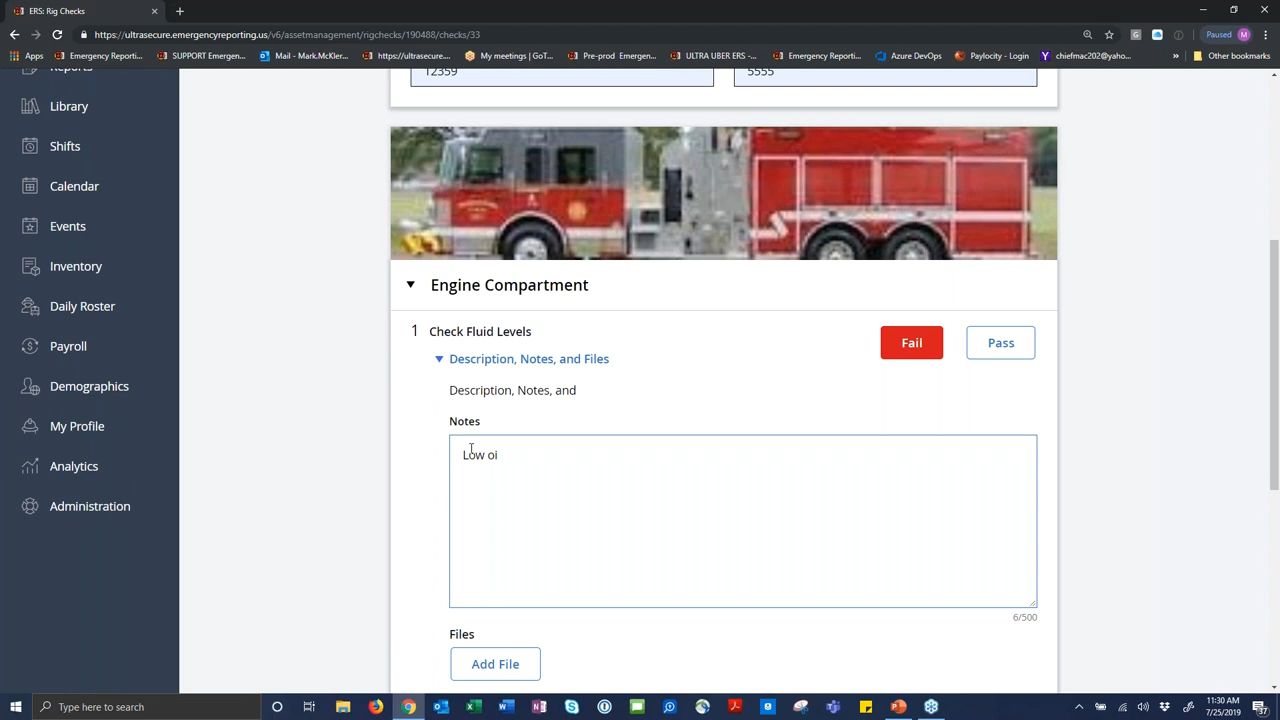 ERS: Rig Checks
https://ultrasecure.emergencyreporting.us/v6/assetmanagement/rigchecks/190488/checks/33
Paused M
Apps Emergency Reporti... SUPPORT Emergen... Mail - Mark.McKler... https://ultrasecure.... My meetings | GoT... Pre-prod Emergen... ULTRA UBER ERS -... Emergency Reporti... Azure DevOps Paylocity - Login chiefmac202@yaho... » Other bookmarks
Reports
Library
Shifts
Calendar
Events
Inventory
Daily Roster
Payroll
Demographics
My Profile
Analytics
Administration
12359 5555
Engine Compartment
1 Check Fluid Levels
Fail Pass
Description, Notes, and Files
Description, Notes, and
Notes
Low oi
6/500
Files
Add File
Type here to search
11:30 AM
7/25/2019